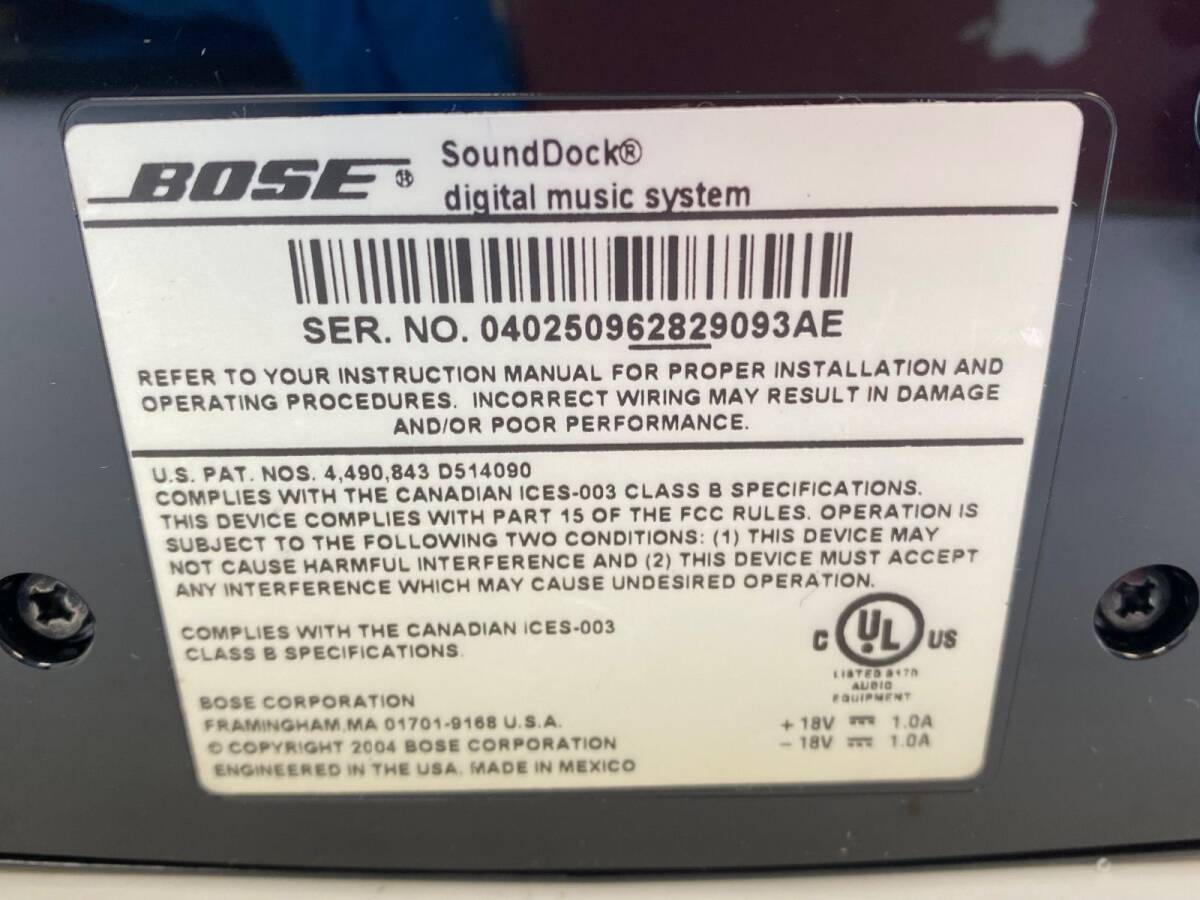 BOSE®
SoundDock®
digital music system
SER. NO. 040250962829093AE
REFER TO YOUR INSTRUCTION MANUAL FOR PROPER INSTALLATION AND
OPERATING PROCEDURES. INCORRECT WIRING MAY RESULT IN DAMAGE
AND/OR POOR PERFORMANCE.
U.S. PAT. NOS. 4,490,843 D514090
COMPLIES WITH THE CANADIAN ICES-003 CLASS B SPECIFICATIONS.
THIS DEVICE COMPLIES WITH PART 15 OF THE FCC RULES. OPERATION IS
SUBJECT TO THE FOLLOWING TWO CONDITIONS: (1) THIS DEVICE MAY
NOT CAUSE HARMFUL INTERFERENCE AND (2) THIS DEVICE MUST ACCEPT
ANY INTERFERENCE WHICH MAY CAUSE UNDESIRED OPERATION.
COMPLIES WITH THE CANADIAN ICES-003
CLASS B SPECIFICATIONS.
C UL US
LISTED 3170
AUDIO
EQUIPMENT
BOSE CORPORATION
FRAMINGHAM,MA 01701-9168 U.S.A.
© COPYRIGHT 2004 BOSE CORPORATION
ENGINEERED IN THE USA. MADE IN MEXICO
+ 18V ⎓ 1.0A
– 18V ⎓ 1.0A